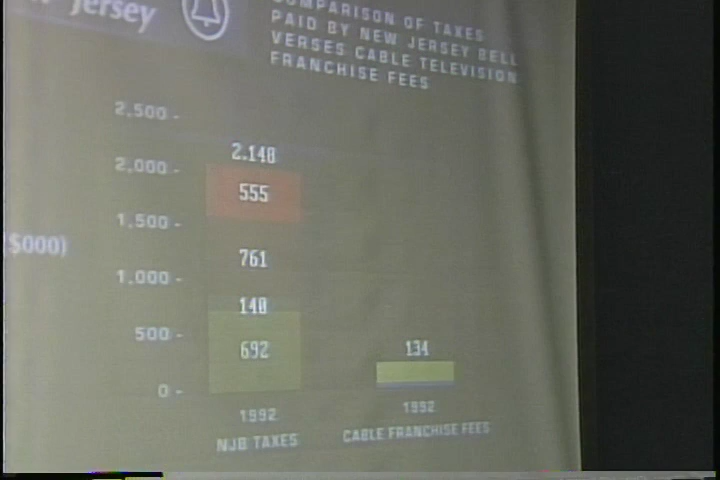 Jersey
COMPARISON OF TAXES
PAID BY NEW JERSEY BELL
VERSES CABLE TELEVISION
FRANCHISE FEES
2,500 -
2.148
2,000 -
555
1,500 -
($000)
761
1,000 -
140
500 -
692
134
0 -
1992
1992
NJB TAXES
CABLE FRANCHISE FEES